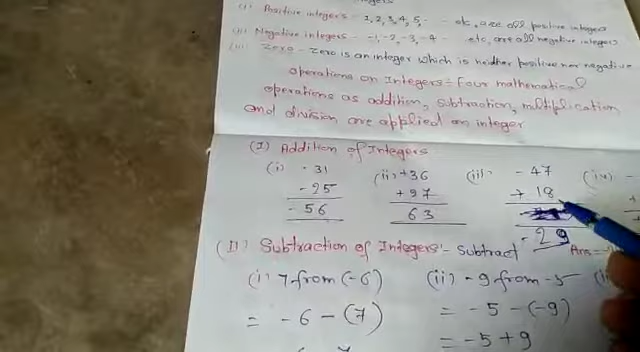 (i) Positive integers - 1, 2, 3, 4, 5, - - etc, are all positive integers
(ii) Negative integers - -1, -2, -3, -4 - etc, are all negative integers
(iii) Zero - Zero is an integer which is neither positive nor negative
Operations on Integers:- Four mathematical
operations as addition, subtraction, multiplication
and division are applied on integer
(I) Addition of Integers
(i) -31 (ii) +36 (iii) -47 (iv) -
-25 +27 + 18 +
-56 63
-29
(II) Subtraction of Integers:- Subtract Ans =
(i) 7 from (-6) (ii) -9 from -5
= -6 - (7) = -5 - (-9)
= -5 + 9